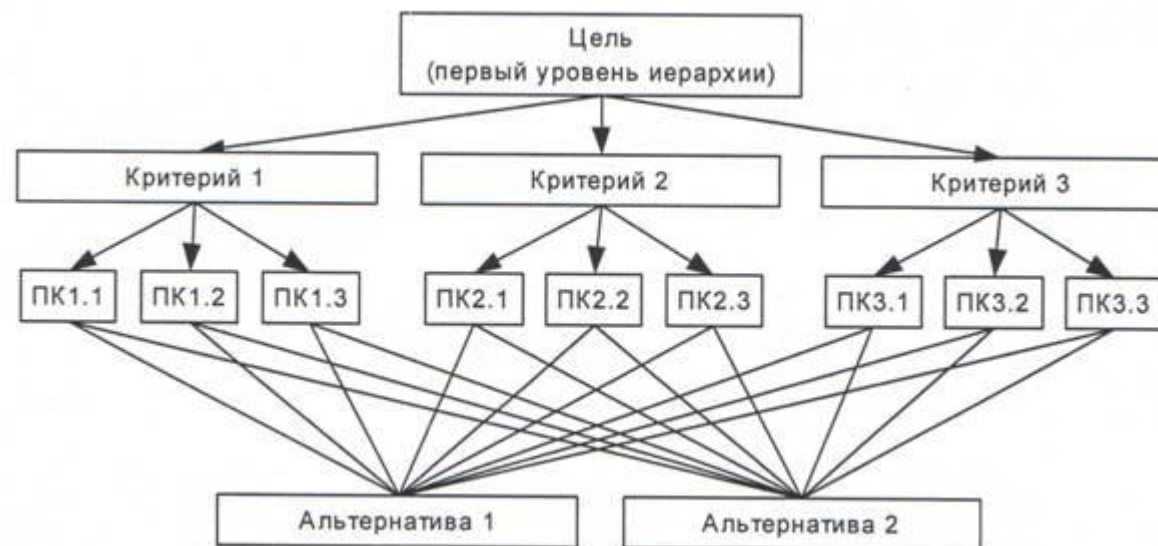 Цель
(первый уровень иерархии)
Критерий 1
Критерий 2
Критерий 3
ПК1.1
ПК1.2
ПК1.3
ПК2.1
ПК2.2
ПК2.3
ПК3.1
ПК3.2
ПК3.3
Альтернатива 1
Альтернатива 2